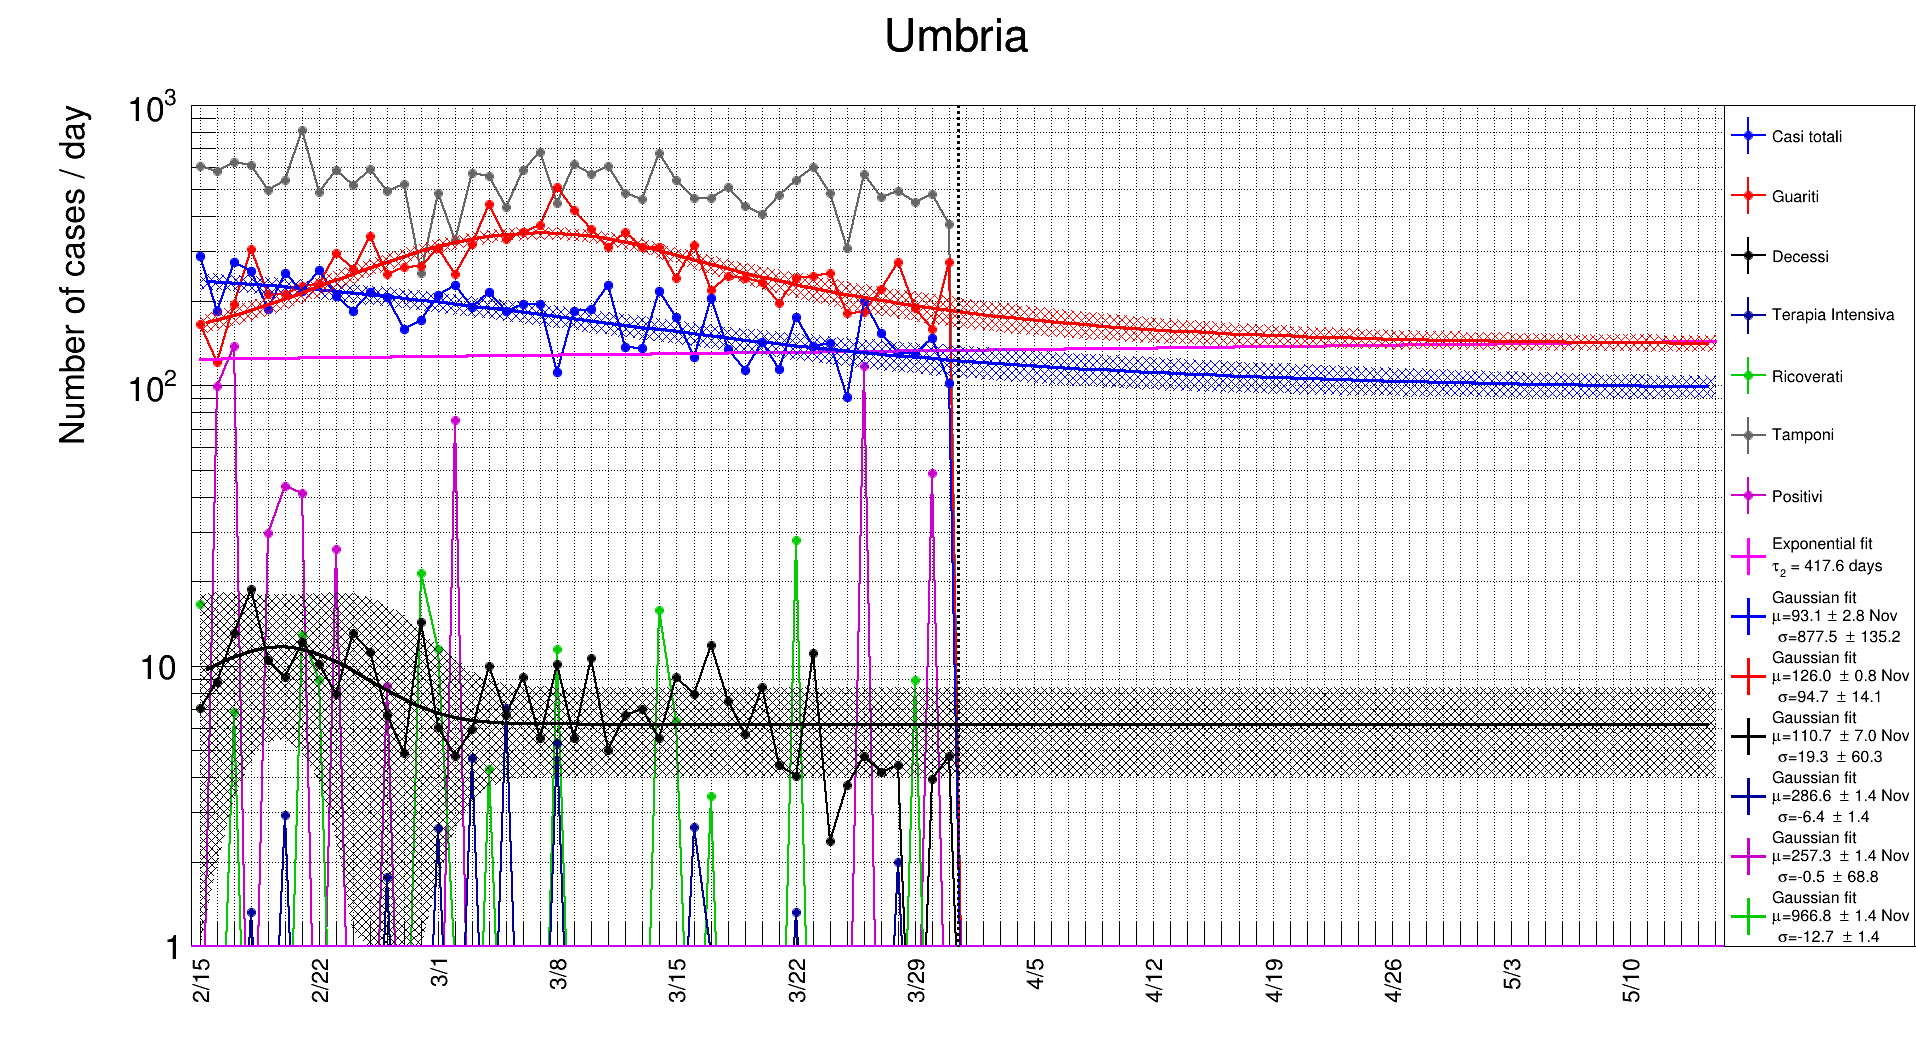 Umbria
Number of cases / day
10³
10²
10
1
2/15
2/22
3/1
3/8
3/15
3/22
3/29
4/5
4/12
4/19
4/26
5/3
5/10
Casi totali
Guariti
Decessi
Terapia Intensiva
Ricoverati
Tamponi
Positivi
Exponential fit
τ₂ = 417.6 days
Gaussian fit
μ=93.1 ± 2.8 Nov
σ=877.5 ± 135.2
Gaussian fit
μ=126.0 ± 0.8 Nov
σ=94.7 ± 14.1
Gaussian fit
μ=110.7 ± 7.0 Nov
σ=19.3 ± 60.3
Gaussian fit
μ=286.6 ± 1.4 Nov
σ=-6.4 ± 1.4
Gaussian fit
μ=257.3 ± 1.4 Nov
σ=-0.5 ± 68.8
Gaussian fit
μ=966.8 ± 1.4 Nov
σ=-12.7 ± 1.4